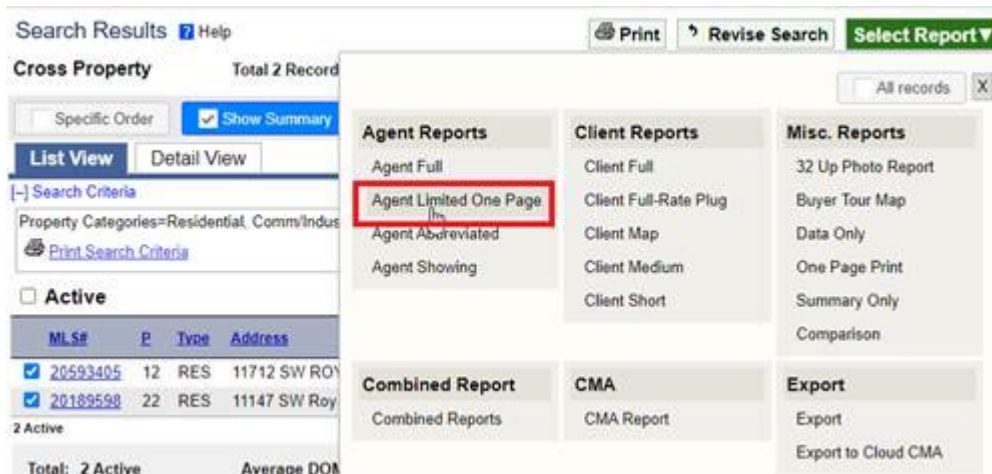 Search Results ? Help
Print
Revise Search
Select Report▼
Cross Property Total 2 Record
All records X
Specific Order
Show Summary
List View
Detail View
[-] Search Criteria
Property Categories=Residential, Comm/Indus
Print Search Criteria
Active
MLS# P Type Address
20593405 12 RES 11712 SW ROY
20189598 22 RES 11147 SW Roy
2 Active
Total: 2 Active Average DOM
Agent Reports
Agent Full
Agent Limited One Page
Agent Abbreviated
Agent Showing
Client Reports
Client Full
Client Full-Rate Plug
Client Map
Client Medium
Client Short
Misc. Reports
32 Up Photo Report
Buyer Tour Map
Data Only
One Page Print
Summary Only
Comparison
Combined Report
Combined Reports
CMA
CMA Report
Export
Export
Export to Cloud CMA